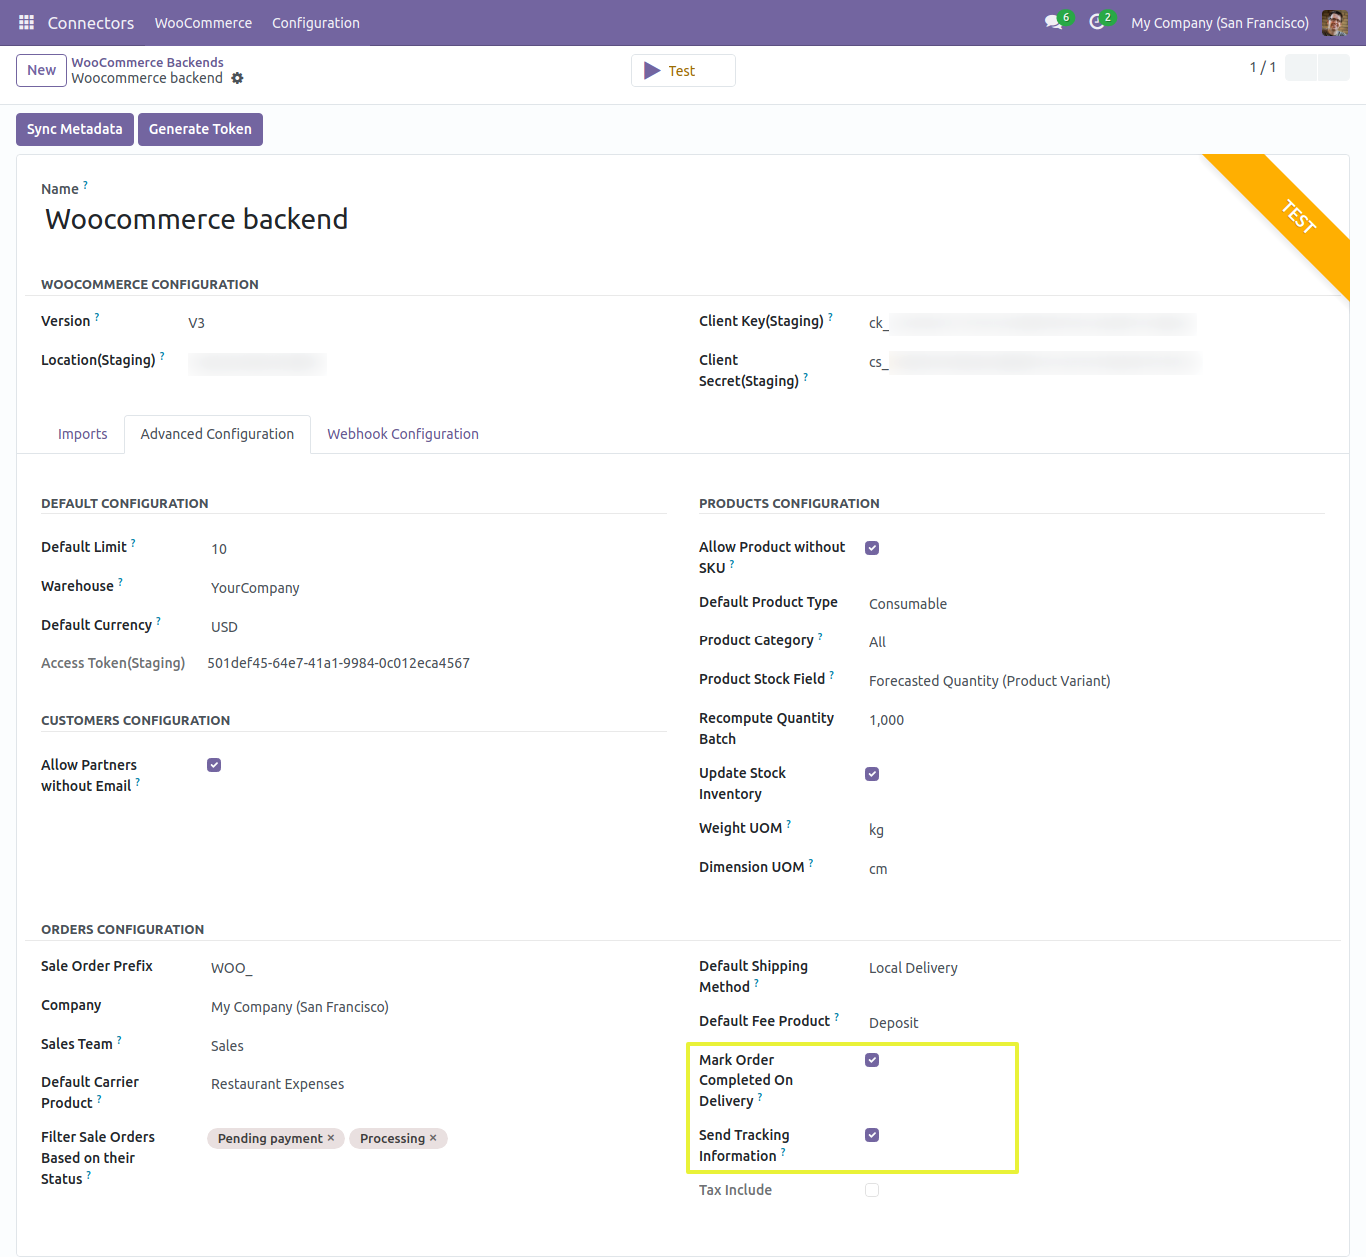 Connectors WooCommerce Configuration 6 2 My Company (San Francisco)
New WooCommerce Backends
Woocommerce backend
Test
1 / 1
Sync Metadata Generate Token
TEST
Name ?
Woocommerce backend
WOOCOMMERCE CONFIGURATION
Version ? V3
Location(Staging) ?
Client Key(Staging) ? ck_
Client
Secret(Staging) ? cs_
Imports Advanced Configuration Webhook Configuration
DEFAULT CONFIGURATION
Default Limit ? 10
Warehouse ? YourCompany
Default Currency ? USD
Access Token(Staging) 501def45-64e7-41a1-9984-0c012eca4567
CUSTOMERS CONFIGURATION
Allow Partners
without Email ?
PRODUCTS CONFIGURATION
Allow Product without
SKU ?
Default Product Type Consumable
Product Category ? All
Product Stock Field ? Forecasted Quantity (Product Variant)
Recompute Quantity 1,000
Batch
Update Stock
Inventory
Weight UOM ? kg
Dimension UOM ? cm
ORDERS CONFIGURATION
Sale Order Prefix WOO_
Company My Company (San Francisco)
Sales Team ? Sales
Default Carrier Restaurant Expenses
Product ?
Filter Sale Orders Pending payment × Processing ×
Based on their
Status ?
Default Shipping Local Delivery
Method ?
Default Fee Product ? Deposit
Mark Order
Completed On
Delivery ?
Send Tracking
Information ?
Tax Include